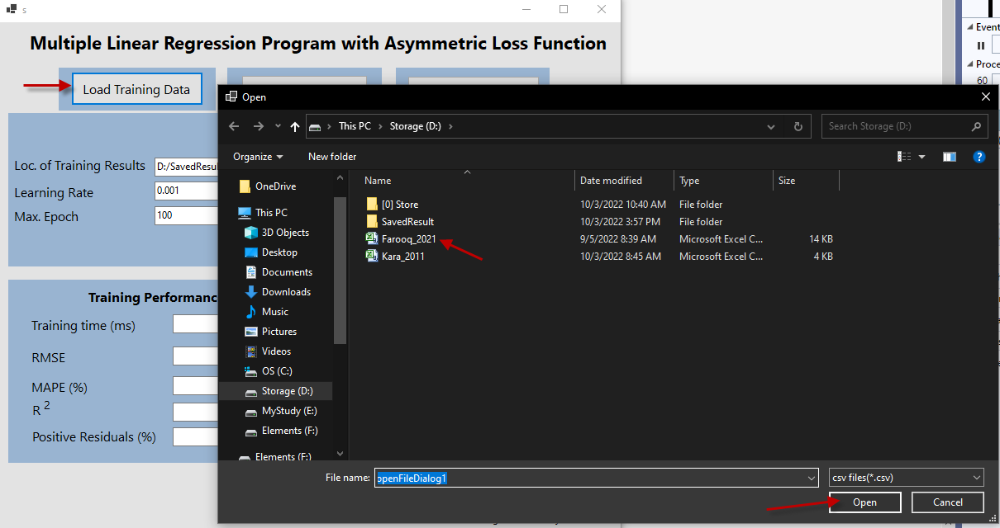 s
Multiple Linear Regression Program with Asymmetric Loss Function
Load Training Data
Loc. of Training Results D:/SavedResul
Learning Rate 0.001
Max. Epoch 100
Training Performanc
Training time (ms)
RMSE
MAPE (%)
R 2
Positive Residuals (%)
Open
This PC › Storage (D:) ›
Search Storage (D:)
Organize New folder
OneDrive
This PC
3D Objects
Desktop
Documents
Downloads
Music
Pictures
Videos
OS (C:)
Storage (D:)
MyStudy (E:)
Elements (F:)
Elements (F:)
Name Date modified Type Size
[0] Store 10/3/2022 10:40 AM File folder
SavedResult 10/3/2022 3:57 PM File folder
Farooq_2021 9/5/2022 8:39 AM Microsoft Excel C... 14 KB
Kara_2011 10/3/2022 8:45 AM Microsoft Excel C... 4 KB
File name: openFileDialog1 csv files(*.csv)
Open Cancel
Event
Proce
60